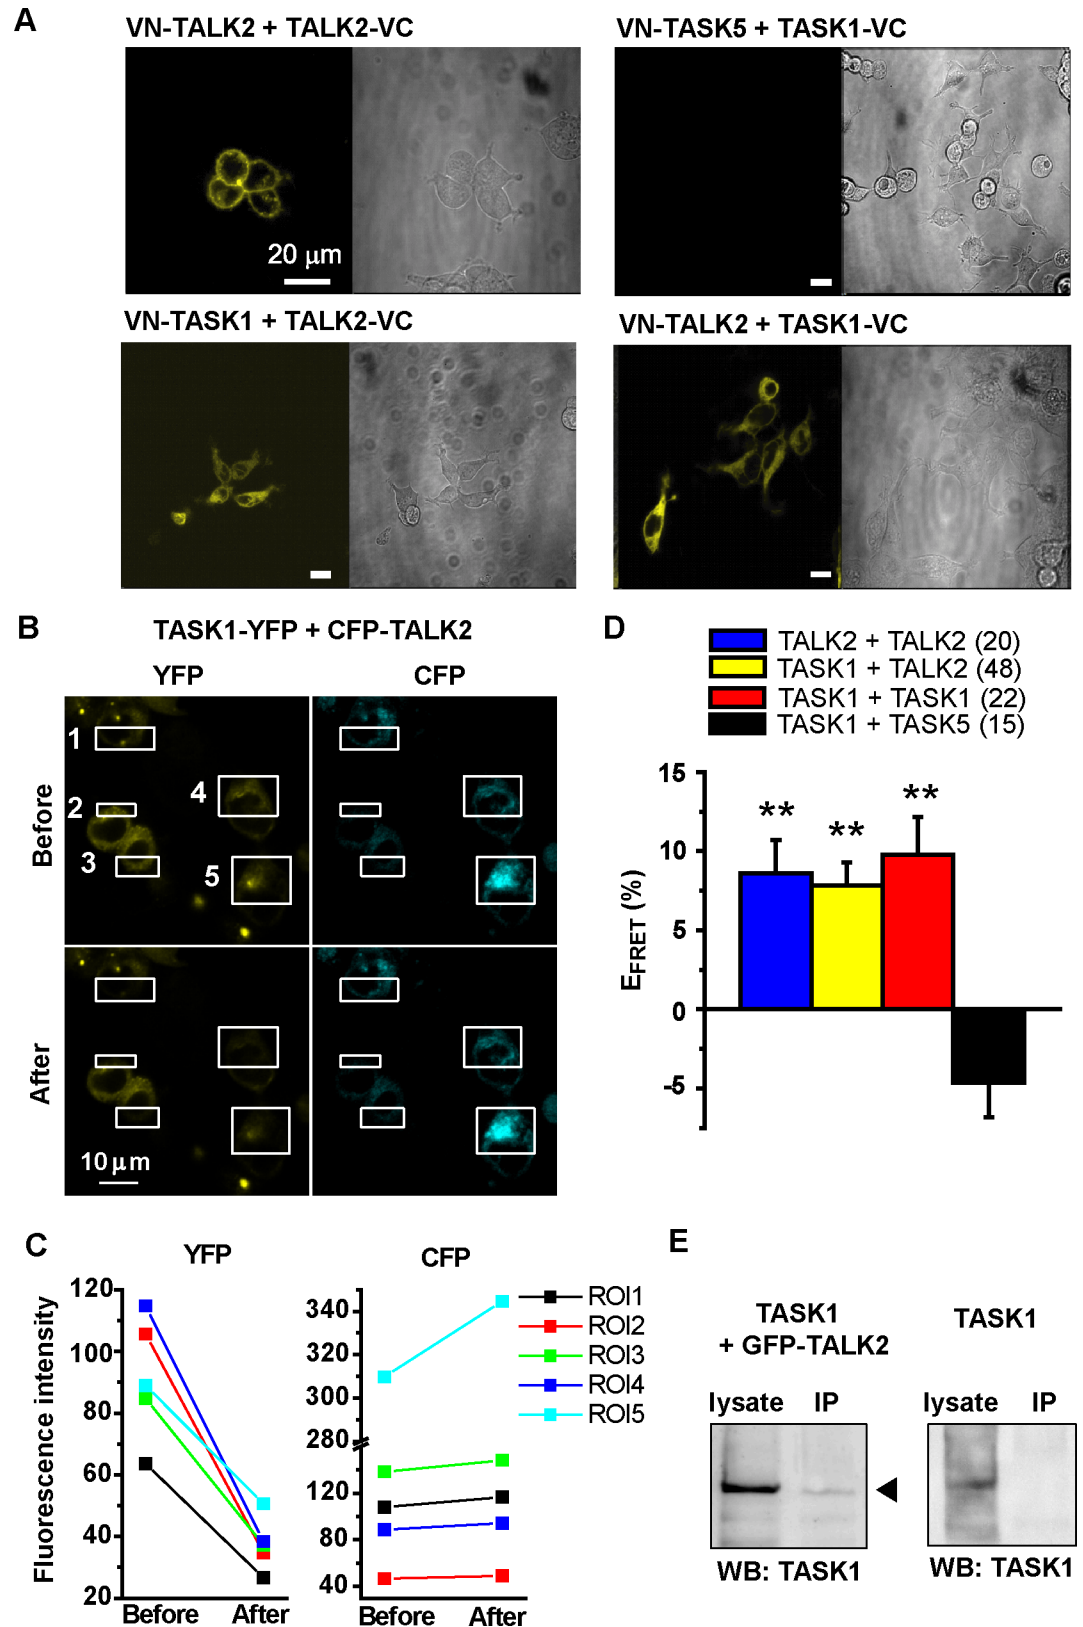 A
VN-TALK2 + TALK2-VC
VN-TASK5 + TASK1-VC
20 μm
VN-TASK1 + TALK2-VC
VN-TALK2 + TASK1-VC
B
TASK1-YFP + CFP-TALK2
YFP
CFP
Before
After
1
2
3
4
5
10 μm
D
TALK2 + TALK2 (20)
TASK1 + TALK2 (48)
TASK1 + TASK1 (22)
TASK1 + TASK5 (15)
EFRET (%)
15
10
5
0
-5
**
**
**
C
YFP
CFP
Fluorescence intensity
120
100
80
60
40
20
Before
After
340
320
300
280
120
80
40
Before
After
ROI1
ROI2
ROI3
ROI4
ROI5
E
TASK1
+ GFP-TALK2
TASK1
lysate
IP
lysate
IP
WB: TASK1
WB: TASK1